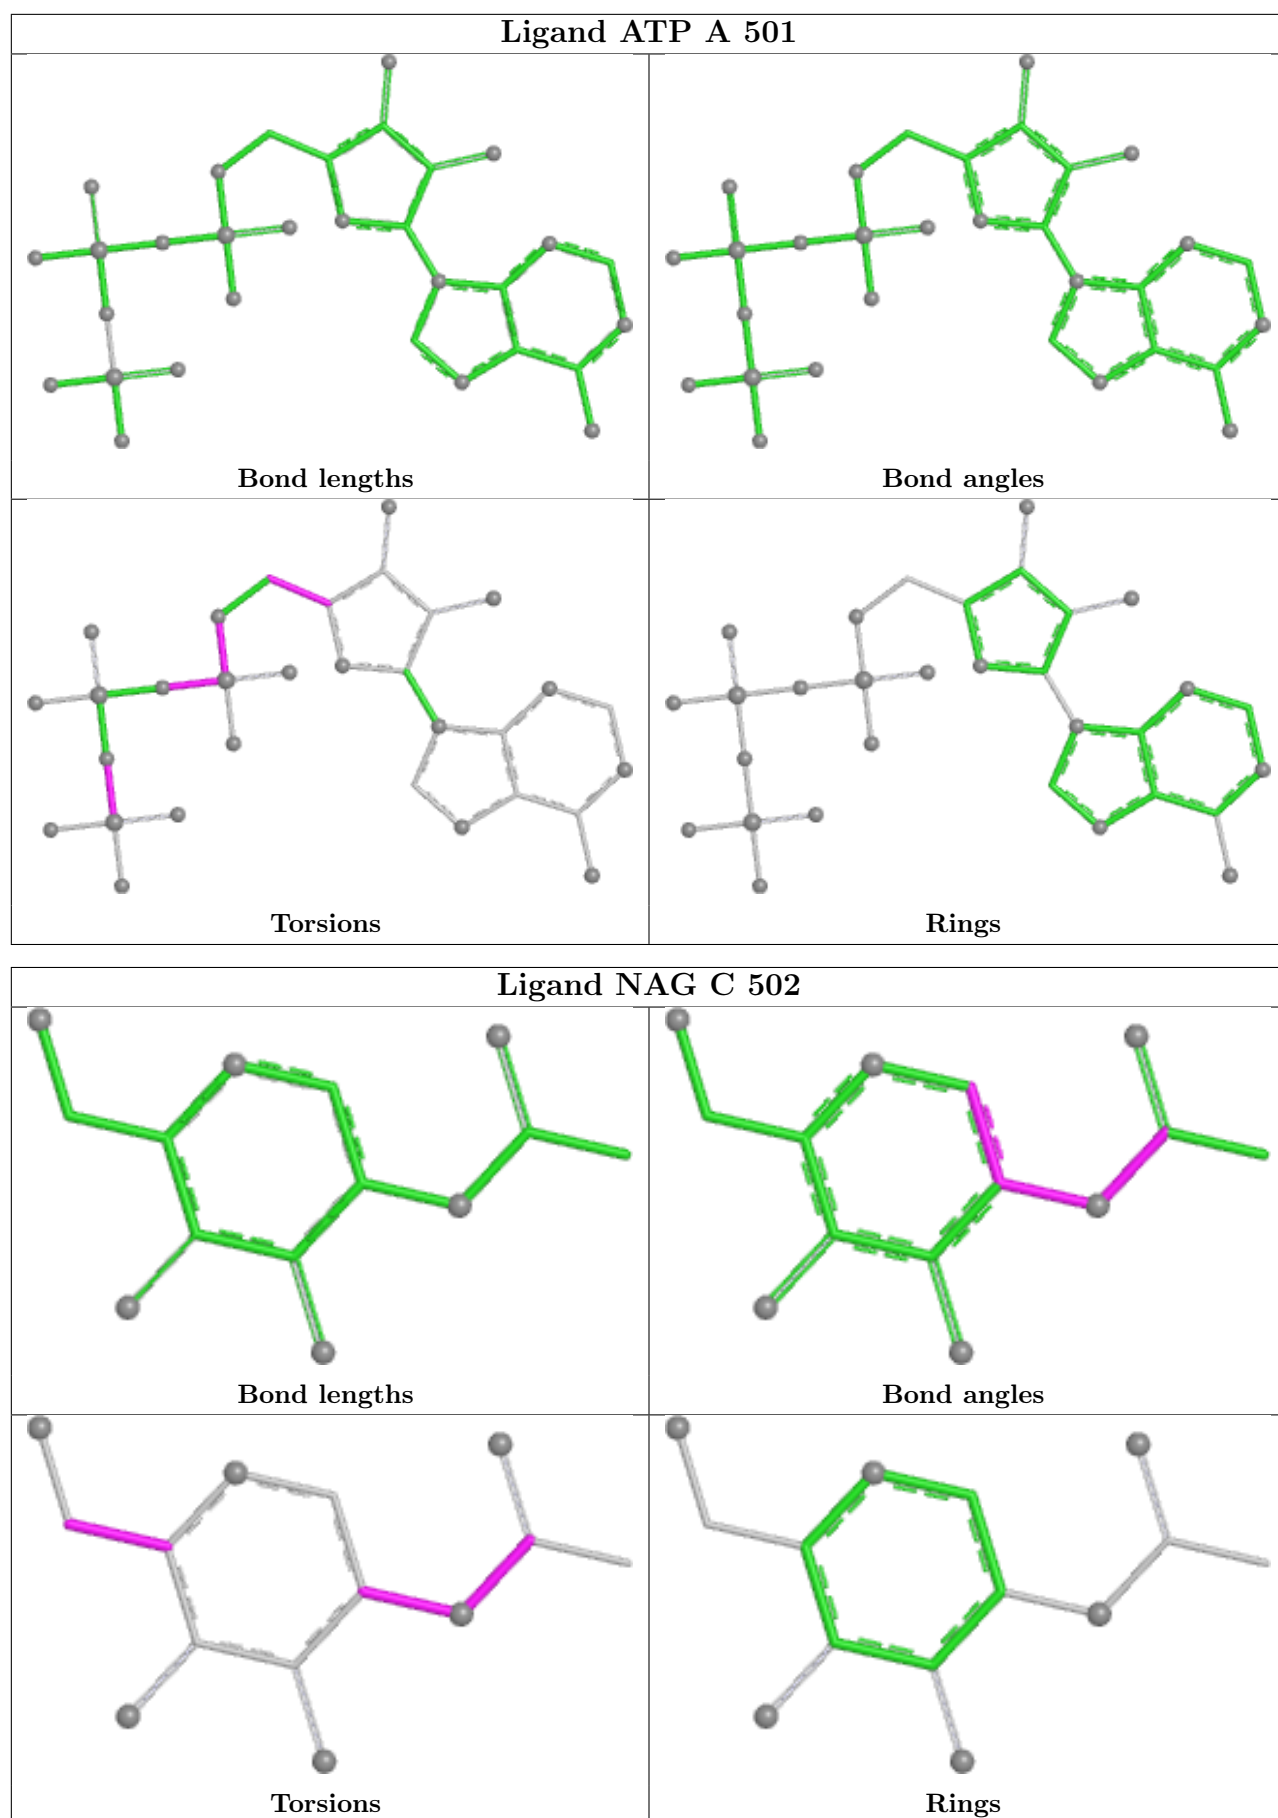 Ligand ATP A 501
Bond lengths
Bond angles
Torsions
Rings
Ligand NAG C 502
Bond lengths
Bond angles
Torsions
Rings